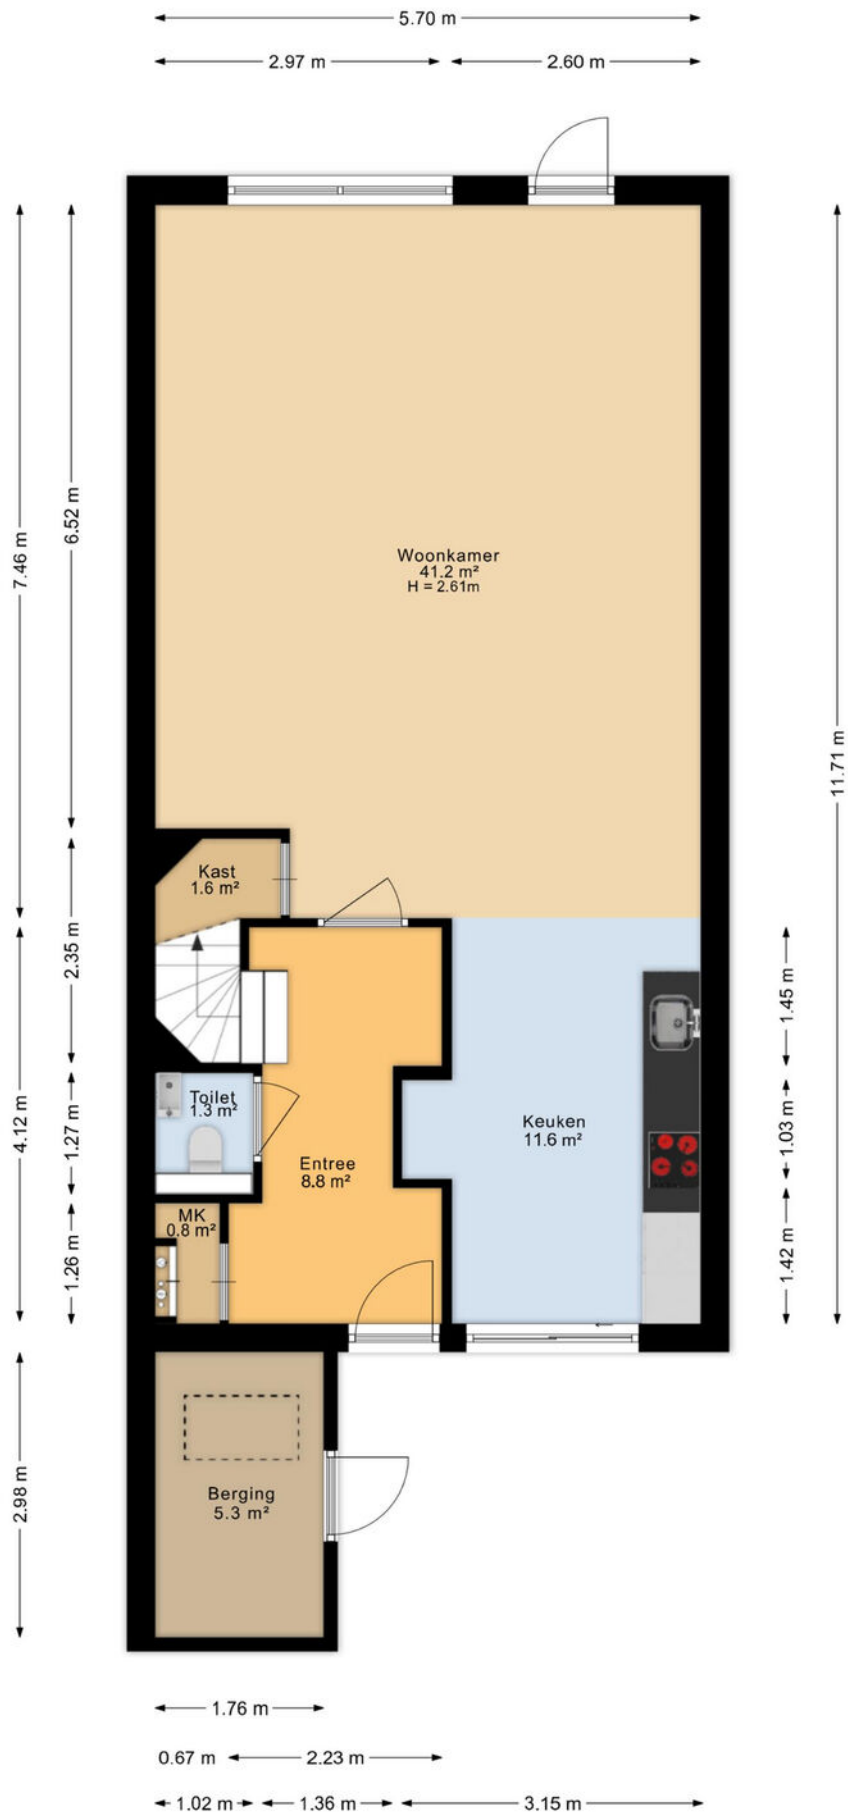 5.70 m
2.97 m
2.60 m
7.46 m
6.52 m
11.71 m
Woonkamer
41.2 m²
H = 2.61m
Kast
1.6 m²
2.35 m
1.45 m
4.12 m
1.27 m
Toilet
1.3 m²
Keuken
11.6 m²
1.03 m
Entree
8.8 m²
MK
0.8 m²
1.26 m
1.42 m
2.98 m
Berging
5.3 m²
1.76 m
0.67 m
2.23 m
1.02 m
1.36 m
3.15 m